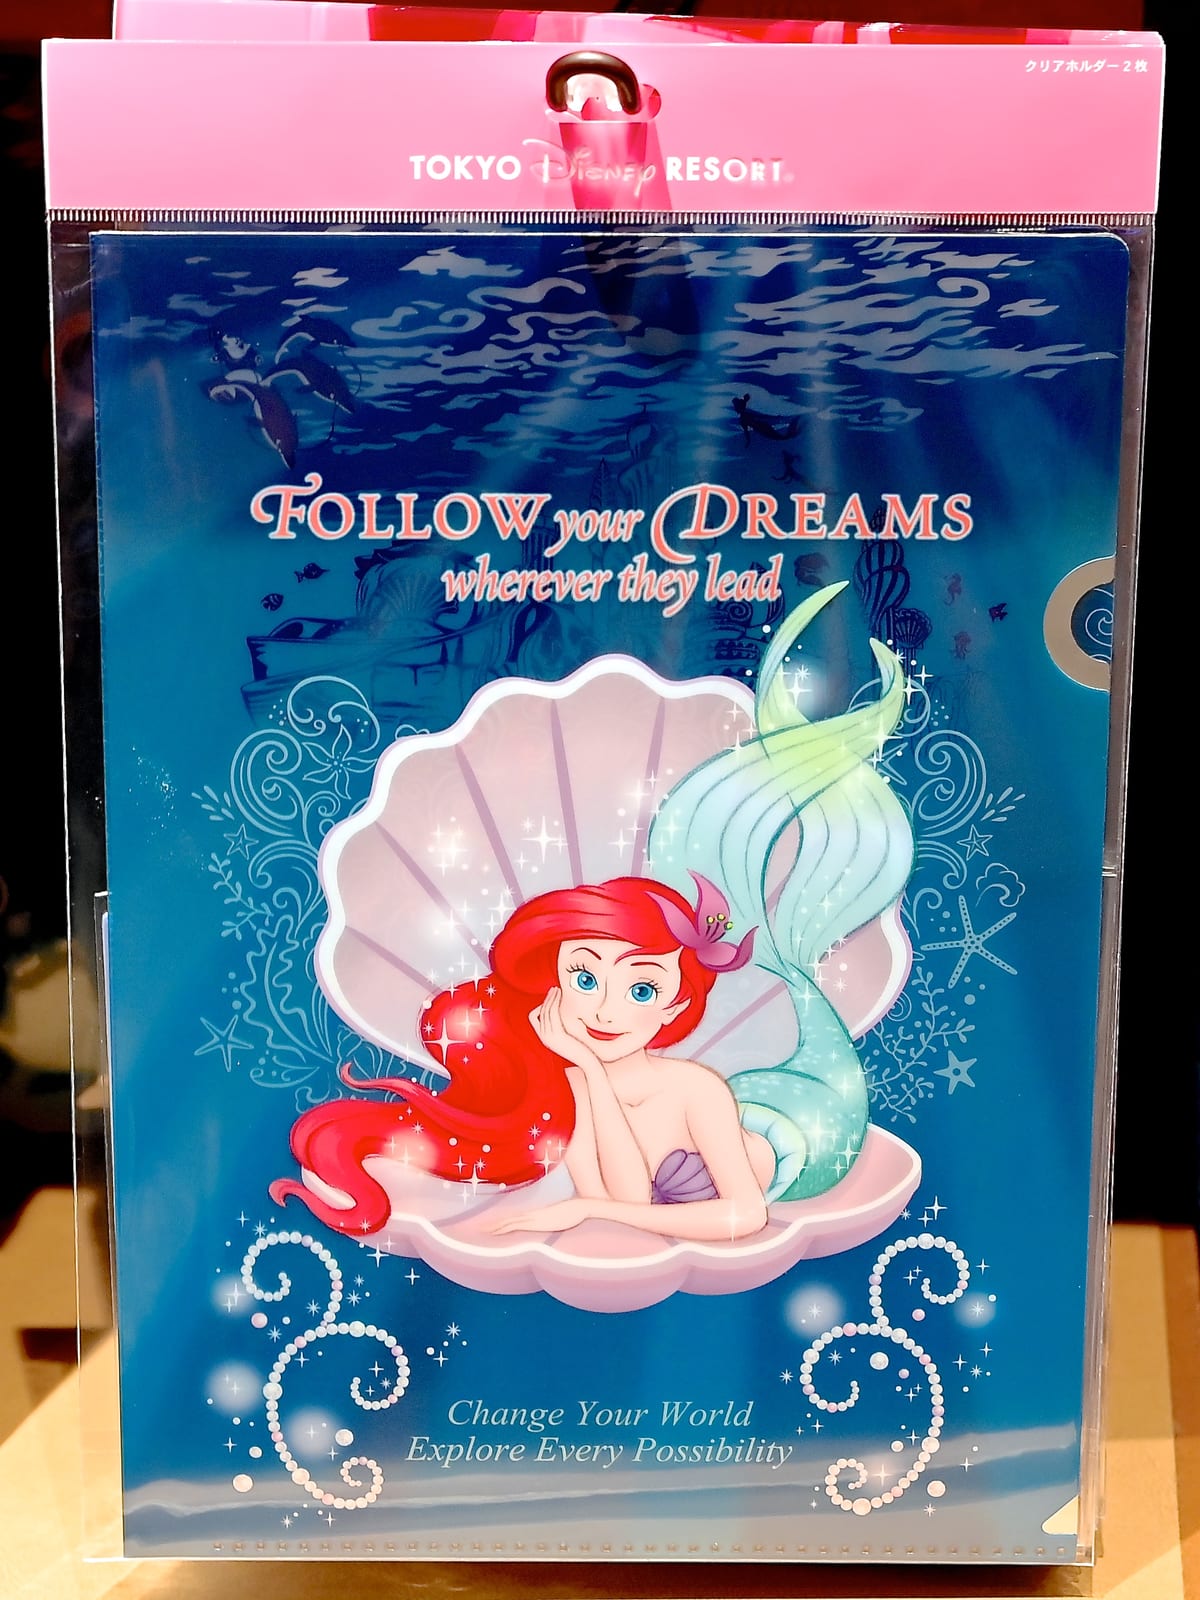 クリアホルダー2枚
TOKYO Disney RESORT®
FOLLOW your DREAMS
wherever they lead
Change Your World
Explore Every Possibility